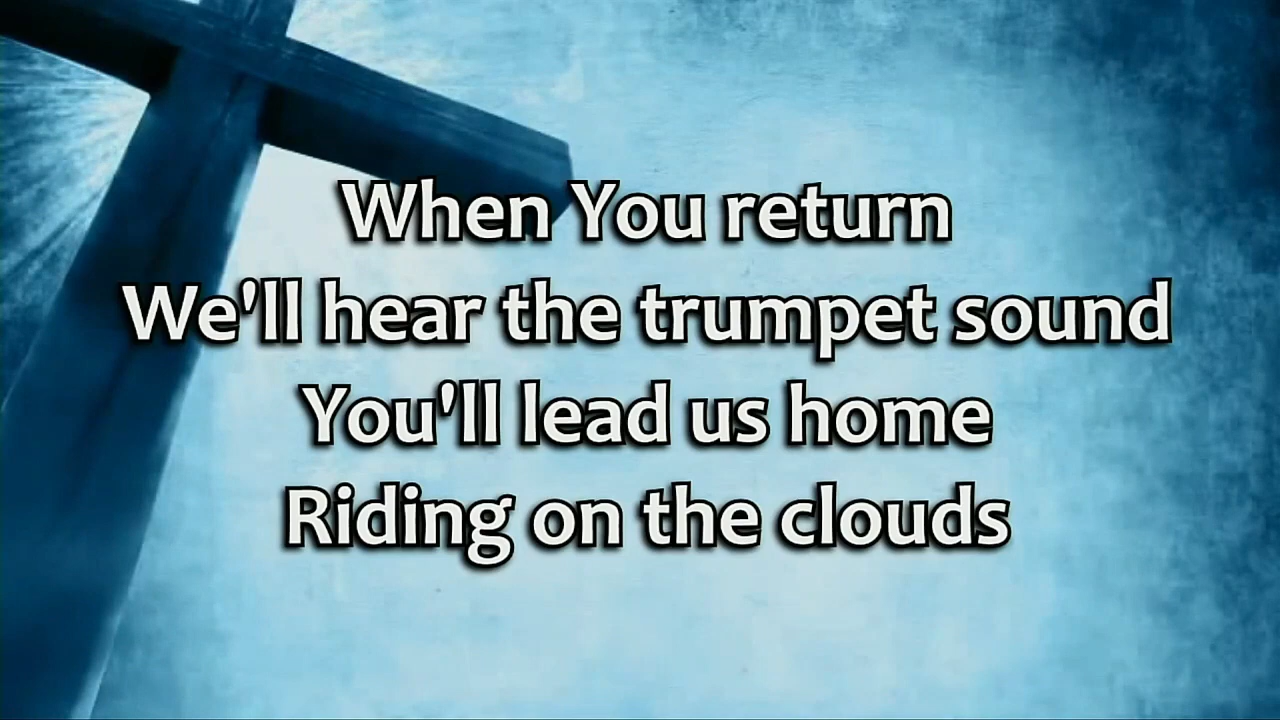 When You return
We'll hear the trumpet sound
You'll lead us home
Riding on the clouds